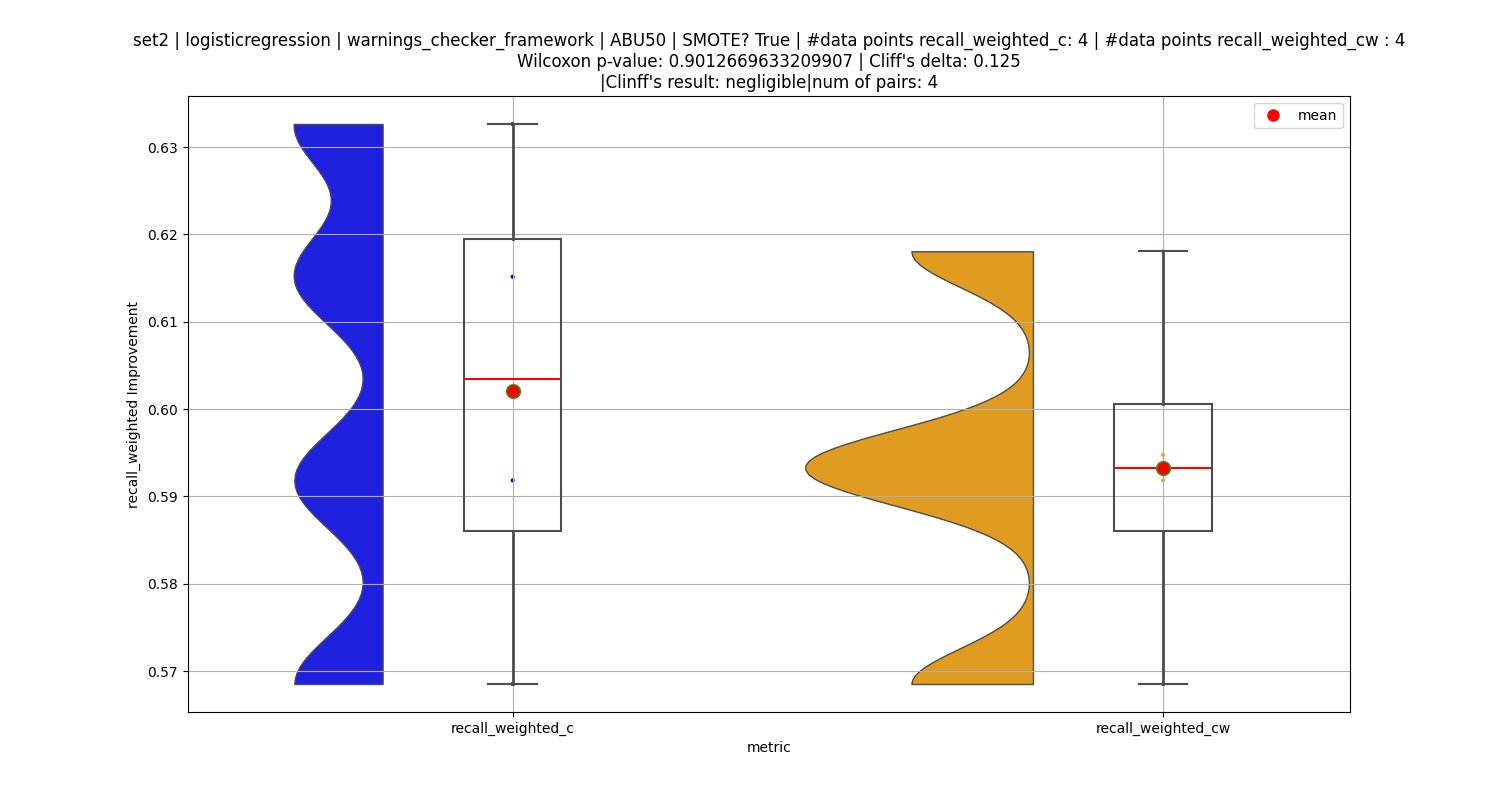 set2 | logisticregression | warnings_checker_framework | ABU50 | SMOTE? True | #data points recall_weighted_c: 4 | #data points recall_weighted_cw : 4
Wilcoxon p-value: 0.9012669633209907 | Cliff's delta: 0.125
|Clinff's result: negligible|num of pairs: 4
mean
0.63
0.62
0.61
0.60
0.59
0.58
0.57
recall_weighted Improvement
recall_weighted_c
recall_weighted_cw
metric